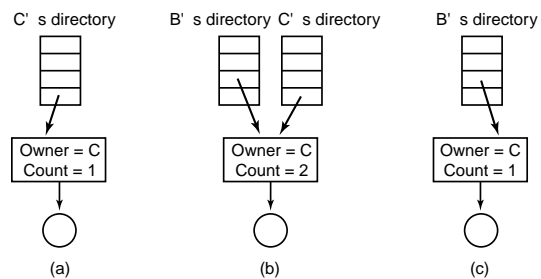 C' s directory
B' s directory C' s directory
B' s directory
Owner = C
Count = 1
Owner = C
Count = 2
Owner = C
Count = 1
(a)
(b)
(c)